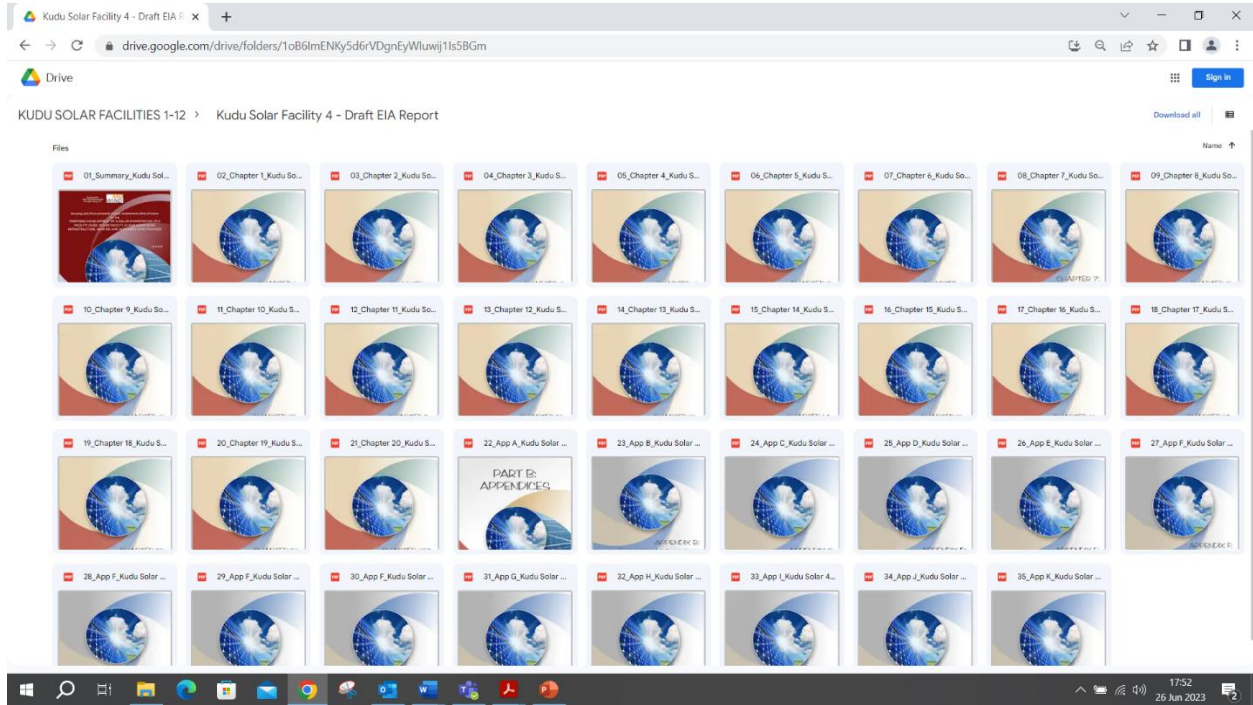 Kudu Solar Facility 4 - Draft EIA R
drive.google.com/drive/folders/1oB6ImENKy5d6rVDgnEyWluwij1Is5BGm
Drive
Sign in
KUDU SOLAR FACILITIES 1-12 > Kudu Solar Facility 4 - Draft EIA Report
Download all
Files
Name
01_Summary_Kudu Sol...
02_Chapter 1_Kudu So...
03_Chapter 2_Kudu So...
04_Chapter 3_Kudu S...
05_Chapter 4_Kudu S...
06_Chapter 5_Kudu S...
07_Chapter 6_Kudu So...
08_Chapter 7_Kudu So...
09_Chapter 8_Kudu So...
CHAPTER 7:
10_Chapter 9_Kudu So...
11_Chapter 10_Kudu S...
12_Chapter 11_Kudu So...
13_Chapter 12_Kudu S...
14_Chapter 13_Kudu S...
15_Chapter 14_Kudu S...
16_Chapter 15_Kudu S...
17_Chapter 16_Kudu S...
18_Chapter 17_Kudu S...
19_Chapter 18_Kudu S...
20_Chapter 19_Kudu S...
21_Chapter 20_Kudu S...
22_App A_Kudu Solar ...
23_App B_Kudu Solar ...
24_App C_Kudu Solar ...
25_App D_Kudu Solar ...
26_App E_Kudu Solar ...
27_App F_Kudu Solar ...
PART B:
APPENDICES
APPENDIX B:
APPENDIX F:
28_App F_Kudu Solar ...
29_App F_Kudu Solar ...
30_App F_Kudu Solar ...
31_App G_Kudu Solar ...
32_App H_Kudu Solar ...
33_App I_Kudu Solar 4...
34_App J_Kudu Solar ...
35_App K_Kudu Solar ...
17:52
26 Jun 2023